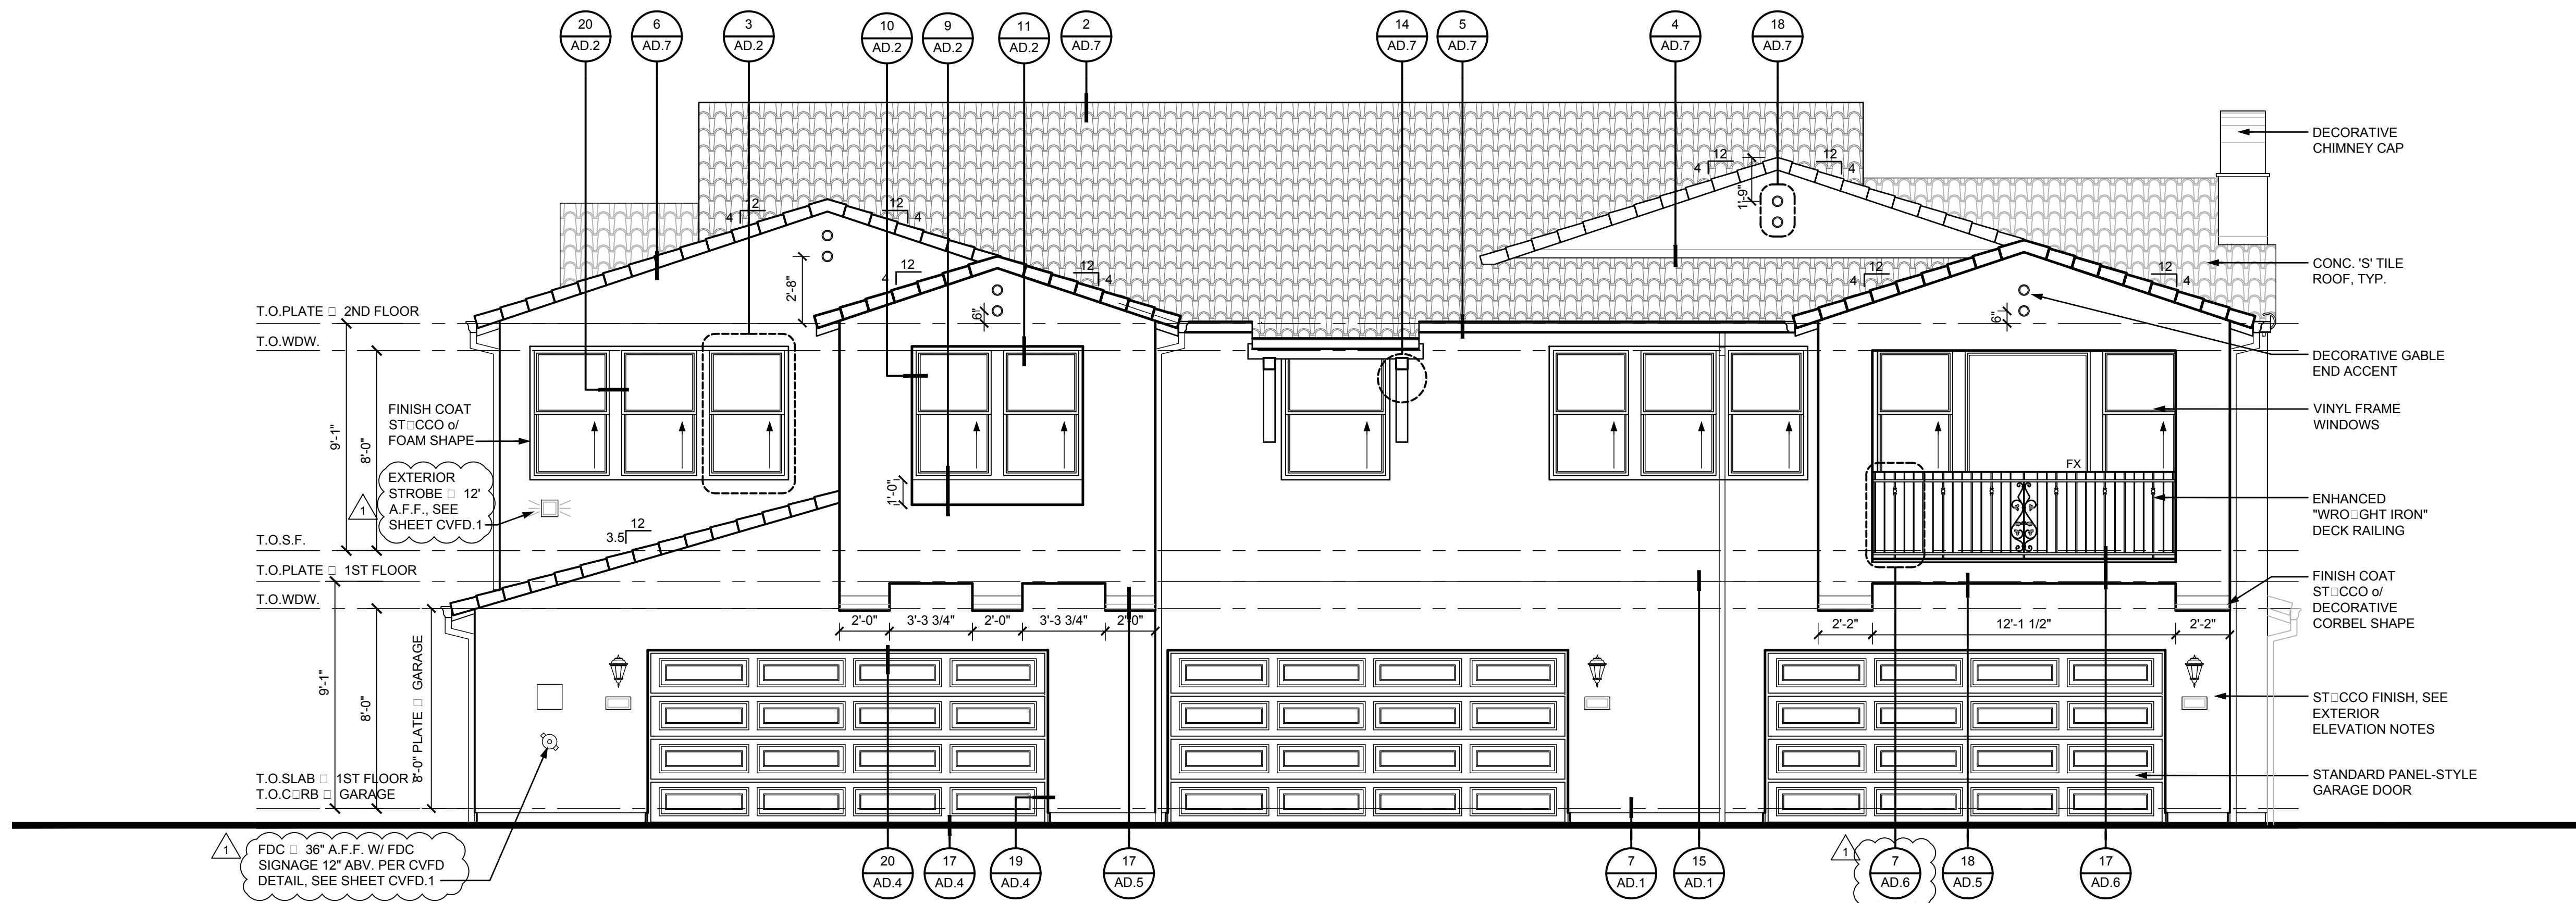 20
AD.2
6
AD.7
3
AD.2
10
AD.2
9
AD.2
11
AD.2
2
AD.7
14
AD.7
5
AD.7
4
AD.7
18
AD.7
12
4
12
4
1'-9"
12
4
12
4
2'-8"
12
4
12
4
6"
12
4
12
4
6"
DECORATIVE
CHIMNEY CAP
CONC. 'S' TILE
ROOF, TYP.
DECORATIVE GABLE
END ACCENT
VINYL FRAME
WINDOWS
ENHANCED
"WRO□GHT IRON"
DECK RAILING
FINISH COAT
ST□CCO o/
DECORATIVE
CORBEL SHAPE
ST□CCO FINISH, SEE
EXTERIOR
ELEVATION NOTES
STANDARD PANEL-STYLE
GARAGE DOOR
T.O.PLATE □ 2ND FLOOR
T.O.WDW.
FINISH COAT
ST□CCO o/
FOAM SHAPE
9'-1"
8'-0"
1
EXTERIOR
STROBE □ 12'
A.F.F., SEE
SHEET CVFD.1
T.O.S.F.
12
3.5
1'-0"
FX
T.O.PLATE □ 1ST FLOOR
T.O.WDW.
2'-0"
3'-3 3/4"
2'-0"
3'-3 3/4"
2'-0"
2'-2"
12'-1 1/2"
2'-2"
9'-1"
8'-0"
8'-0" PLATE □ GARAGE
T.O.SLAB □ 1ST FLOOR
T.O.C□RB □ GARAGE
1
FDC □ 36" A.F.F. W/ FDC
SIGNAGE 12" ABV. PER CVFD
DETAIL, SEE SHEET CVFD.1
20
AD.4
17
AD.4
19
AD.4
17
AD.5
7
AD.1
15
AD.1
1
7
AD.6
18
AD.5
17
AD.6